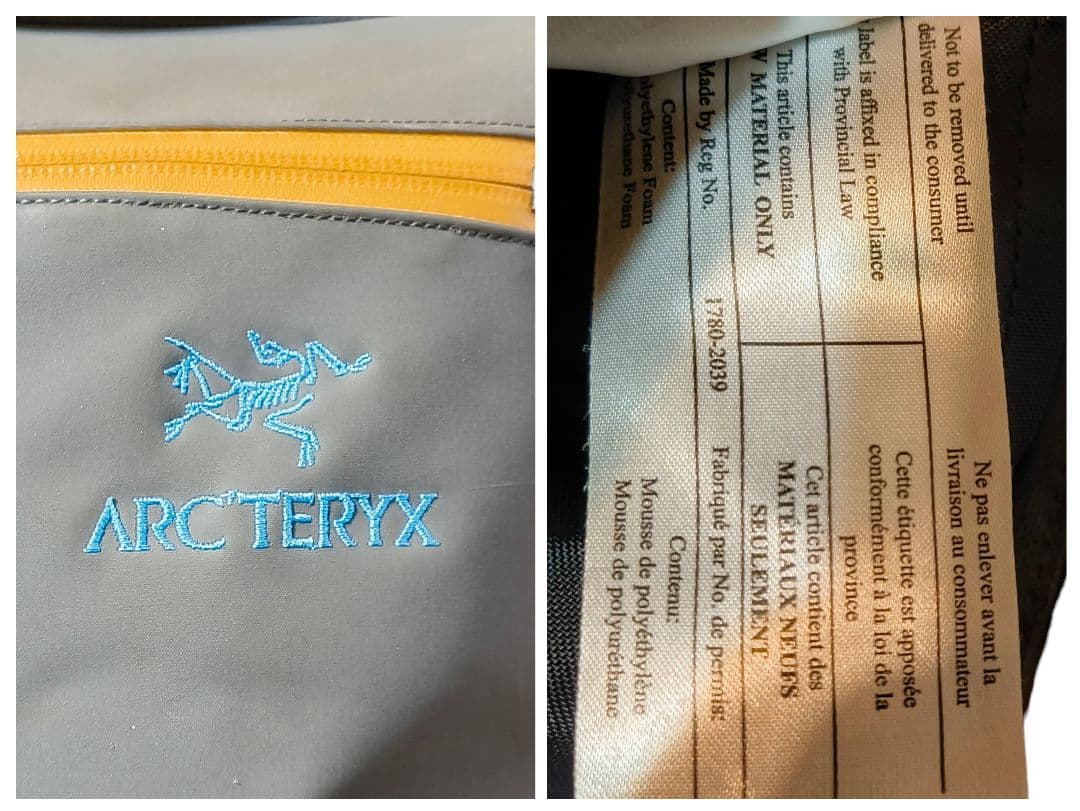 ARC'TERYX
Not to be removed until
delivered to the consumer
label is affixed in compliance
with Provincial Law
This article contains
MATERIAL ONLY
Made by Reg No.
1780-2039
Content:
Foam
Foam
Ne pas enlever avant la
livraison au consommateur
Cette étiquette est apposée
conformément à la loi de la
province
Cet article contient des
MATERIAUX NEUFS
SEULEMENT
Fabriqué par No. de permis:
Contenu:
Mousse de polyéthylène
Mousse de polyuréthane